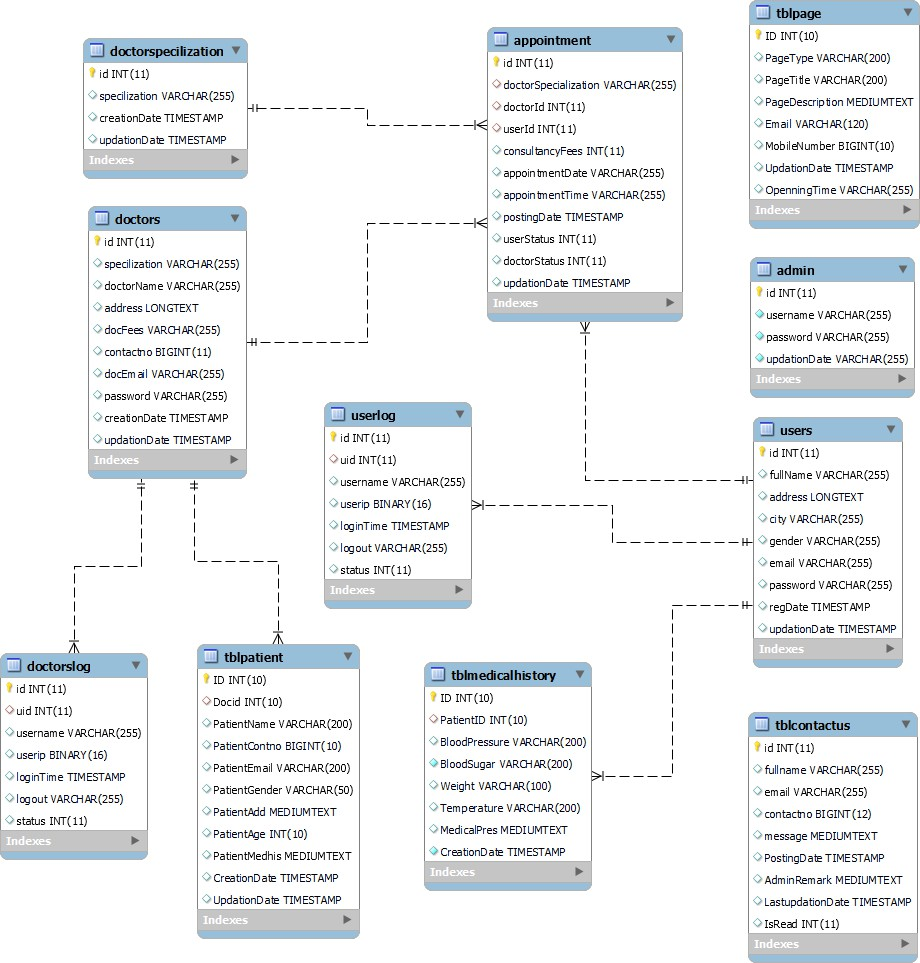 doctorspecilization
id INT(11)
specilization VARCHAR(255)
creationDate TIMESTAMP
updationDate TIMESTAMP
Indexes
appointment
id INT(11)
doctorSpecialization VARCHAR(255)
doctorId INT(11)
userId INT(11)
consultancyFees INT(11)
appointmentDate VARCHAR(255)
appointmentTime VARCHAR(255)
postingDate TIMESTAMP
userStatus INT(11)
doctorStatus INT(11)
updationDate TIMESTAMP
Indexes
tblpage
ID INT(10)
PageType VARCHAR(200)
PageTitle VARCHAR(200)
PageDescription MEDIUMTEXT
Email VARCHAR(120)
MobileNumber BIGINT(10)
UpdationDate TIMESTAMP
OpenningTime VARCHAR(255)
Indexes
doctors
id INT(11)
specilization VARCHAR(255)
doctorName VARCHAR(255)
address LONGTEXT
docFees VARCHAR(255)
contactno BIGINT(11)
docEmail VARCHAR(255)
password VARCHAR(255)
creationDate TIMESTAMP
updationDate TIMESTAMP
Indexes
admin
id INT(11)
username VARCHAR(255)
password VARCHAR(255)
updationDate VARCHAR(255)
Indexes
userlog
id INT(11)
uid INT(11)
username VARCHAR(255)
userip BINARY(16)
loginTime TIMESTAMP
logout VARCHAR(255)
status INT(11)
Indexes
users
id INT(11)
fullName VARCHAR(255)
address LONGTEXT
city VARCHAR(255)
gender VARCHAR(255)
email VARCHAR(255)
password VARCHAR(255)
regDate TIMESTAMP
updationDate TIMESTAMP
Indexes
doctorslog
id INT(11)
uid INT(11)
username VARCHAR(255)
userip BINARY(16)
loginTime TIMESTAMP
logout VARCHAR(255)
status INT(11)
Indexes
tblpatient
ID INT(10)
Docid INT(10)
PatientName VARCHAR(200)
PatientContno BIGINT(10)
PatientEmail VARCHAR(200)
PatientGender VARCHAR(50)
PatientAdd MEDIUMTEXT
PatientAge INT(10)
PatientMedhis MEDIUMTEXT
CreationDate TIMESTAMP
UpdationDate TIMESTAMP
Indexes
tblmedicalhistory
ID INT(10)
PatientID INT(10)
BloodPressure VARCHAR(200)
BloodSugar VARCHAR(200)
Weight VARCHAR(100)
Temperature VARCHAR(200)
MedicalPres MEDIUMTEXT
CreationDate TIMESTAMP
Indexes
tblcontactus
id INT(11)
fullname VARCHAR(255)
email VARCHAR(255)
contactno BIGINT(12)
message MEDIUMTEXT
PostingDate TIMESTAMP
AdminRemark MEDIUMTEXT
LastupdationDate TIMESTAMP
IsRead INT(11)
Indexes